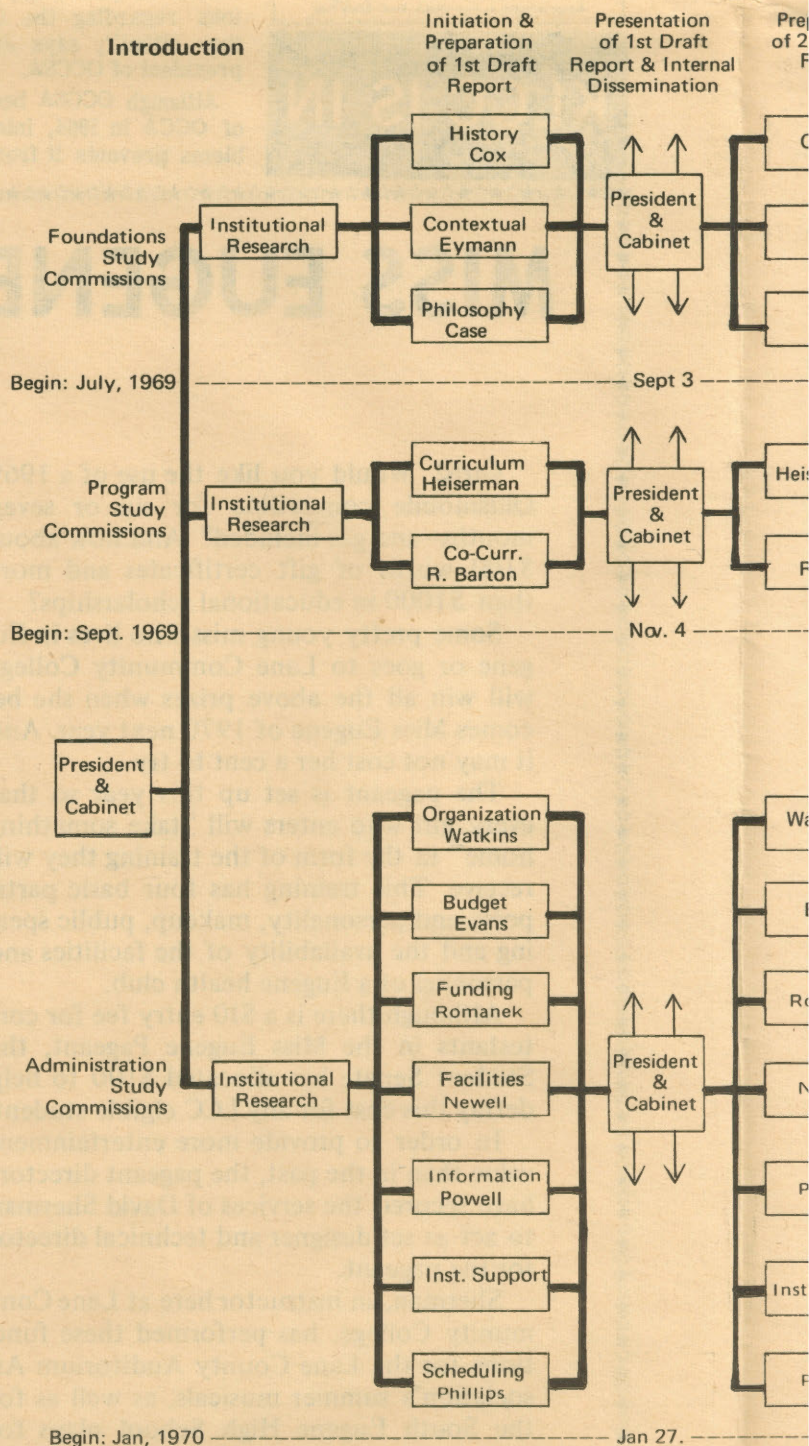 Introduction
Initiation &
Preparation
of 1st Draft
Report
Presentation
of 1st Draft
Report & Internal
Dissemination
of 2
Foundations
Study
Commissions
Institutional
Research
History
Cox
Contextual
Eymann
Philosophy
Case
President
&
Cabinet
Begin: July, 1969
Sept 3
Program
Study
Commissions
Institutional
Research
Curriculum
Heiserman
Co-Curr.
R. Barton
President
&
Cabinet
Begin: Sept. 1969
Nov. 4
President
&
Cabinet
Administration
Study
Commissions
Institutional
Research
Organization
Watkins
Budget
Evans
Funding
Romanek
Facilities
Newell
Information
Powell
Inst. Support
Scheduling
Phillips
President
&
Cabinet
Inst
Begin: Jan, 1970
Jan 27.